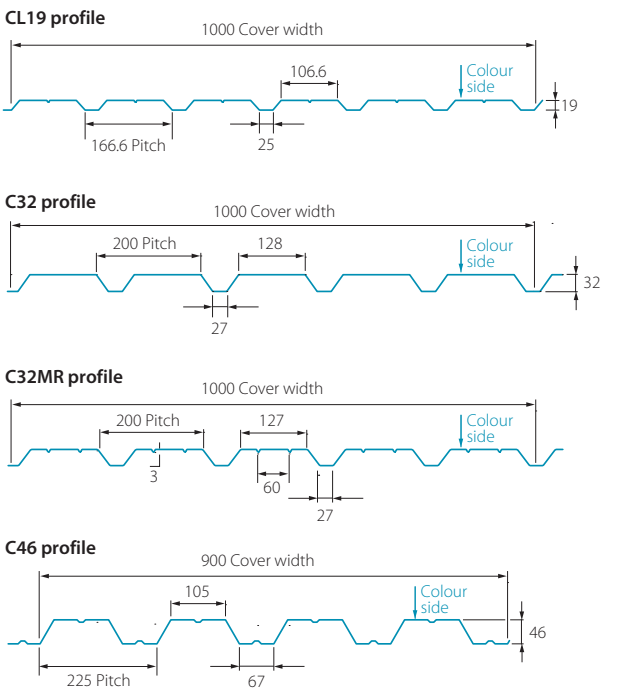 CL19 profile
1000 Cover width
106.6
Colour
side
19
166.6 Pitch
25
C32 profile
1000 Cover width
200 Pitch
128
Colour
side
32
27
C32MR profile
1000 Cover width
200 Pitch
127
Colour
side
3
60
27
C46 profile
900 Cover width
105
Colour
side
46
225 Pitch
67